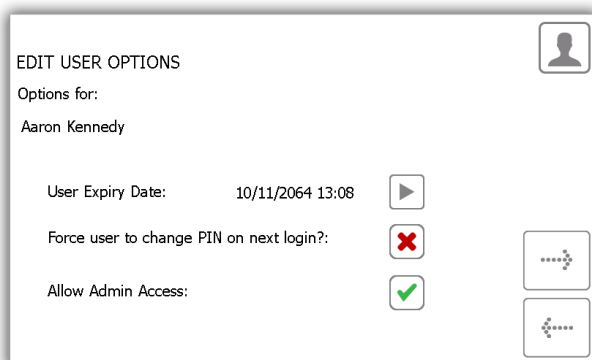 EDIT USER OPTIONS
Options for:
Aaron Kennedy
User Expiry Date: 10/11/2064 13:08
Force user to change PIN on next login?:
Allow Admin Access: